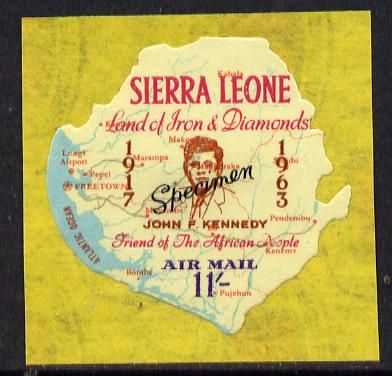 SIERRA LEONE
Kabala
Land of Iron & Diamonds
1917
1963
Lungi
Airport
Pepel
FREETOWN
Marampa
Specimen
JOHN F. KENNEDY
Pendembu
Friend of The African People
Kenema
ATLANTIC OCEAN
AIR MAIL
Bonthe
11/-
Pujehun